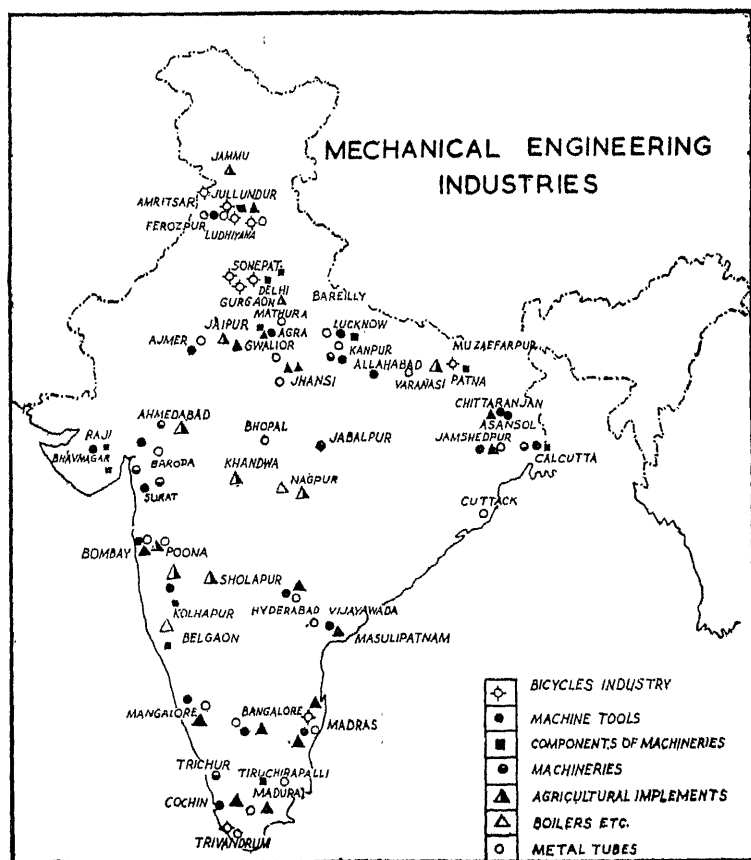 MECHANICAL ENGINEERING
INDUSTRIES
JAMMU
AMRITSAR
JULLUNDUR
FEROZPUR
LUDHIYANA
SONEPAT
DELHI
GURGAON
BAREILLY
MATHURA
JAIPUR
AGRA
LUCKNOW
AJMER
GWALIOR
KANPUR
MUZAEFARPUR
ALLAHABAD
JHANSI
VARANASI
PATNA
CHITTARANJAN
AHMEDABAD
ASANSOL
RAJI
BHOPAL
JABALPUR
JAMSHEDPUR
BHAVNAGAR
BARODA
CALCUTTA
KHANDWA
NAGPUR
SURAT
CUTTACK
BOMBAY
POONA
SHOLAPUR
KOLHAPUR
HYDERABAD
VIJAYAWADA
BELGAON
MASULIPATNAM
MANGALORE
BANGALORE
MADRAS
TRICHUR
TIRUCHIRAPALLI
COCHIN
MADURAI
TRIVANDRUM
BICYCLES INDUSTRY
MACHINE TOOLS
COMPONENTS OF MACHINERIES
MACHINERIES
AGRICULTURAL IMPLEMENTS
BOILERS ETC.
METAL TUBES